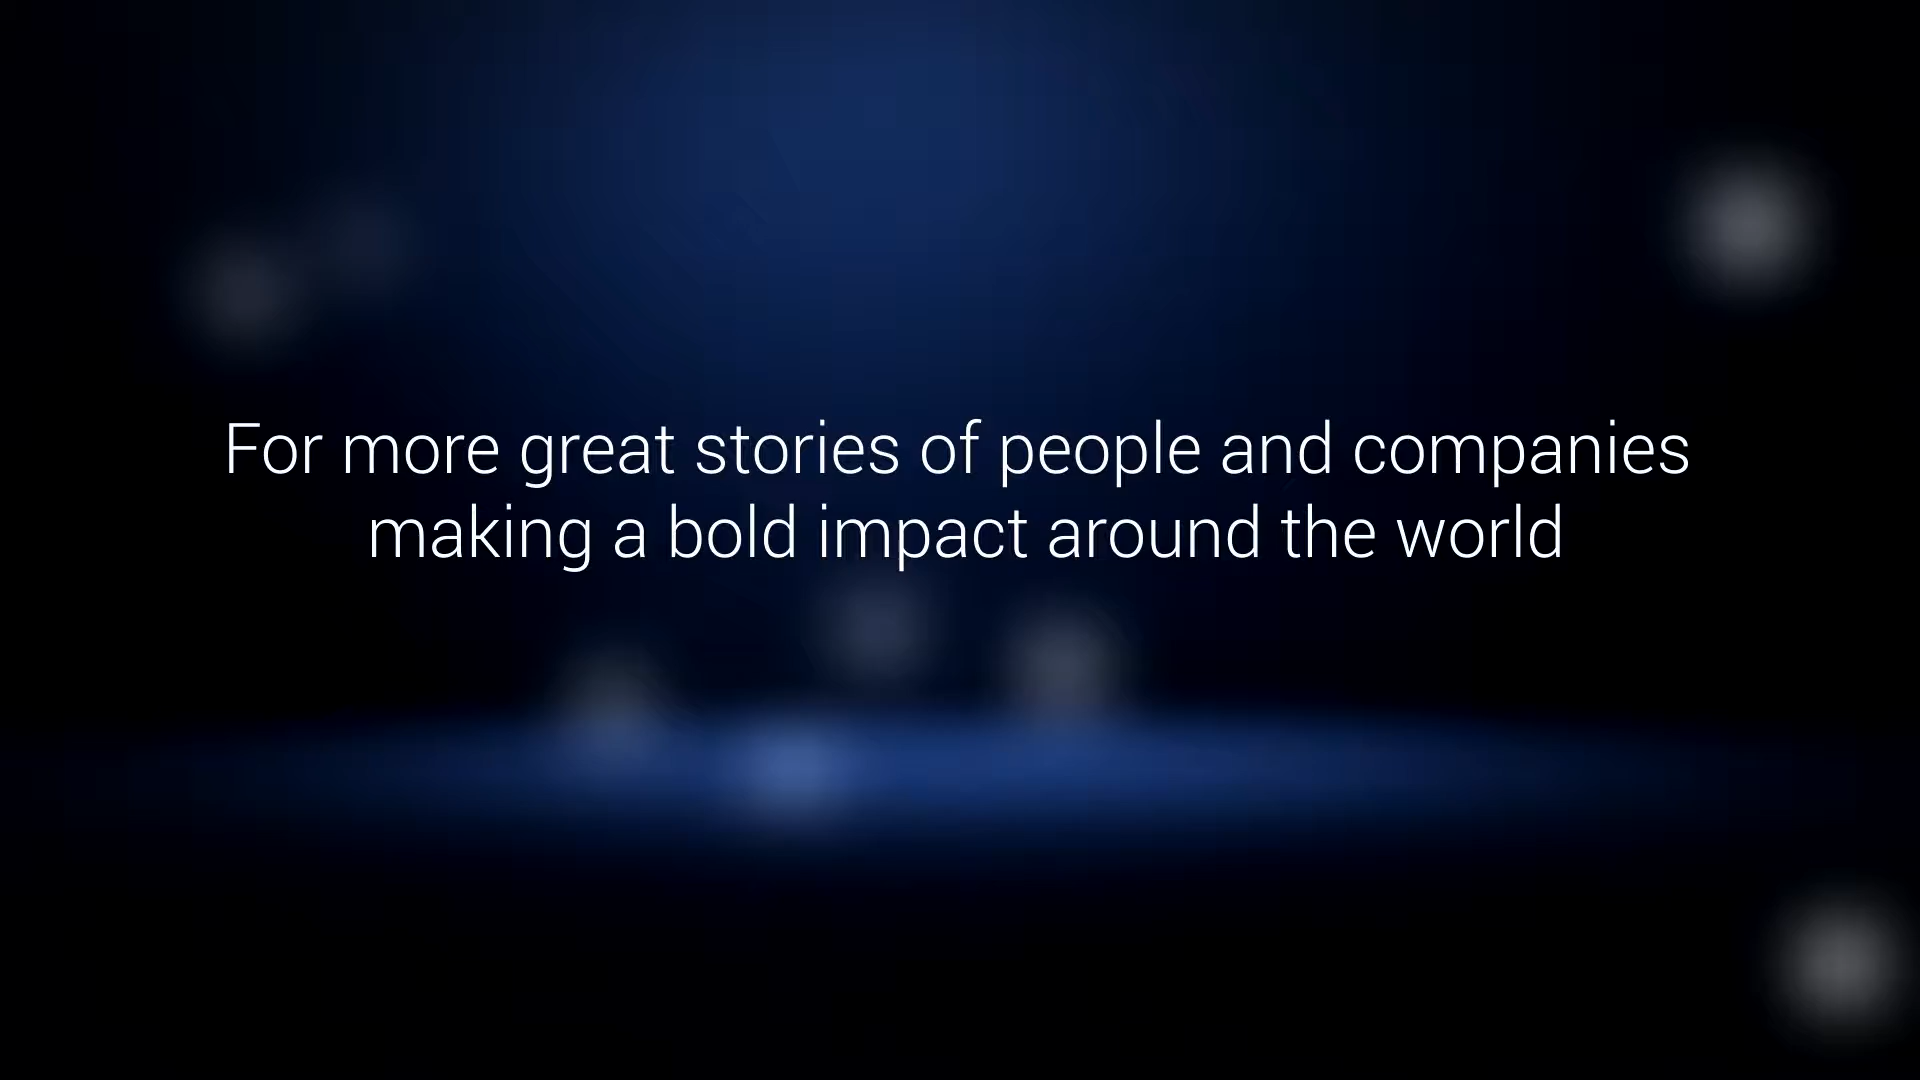 For more great stories of people and companies
making a bold impact around the world